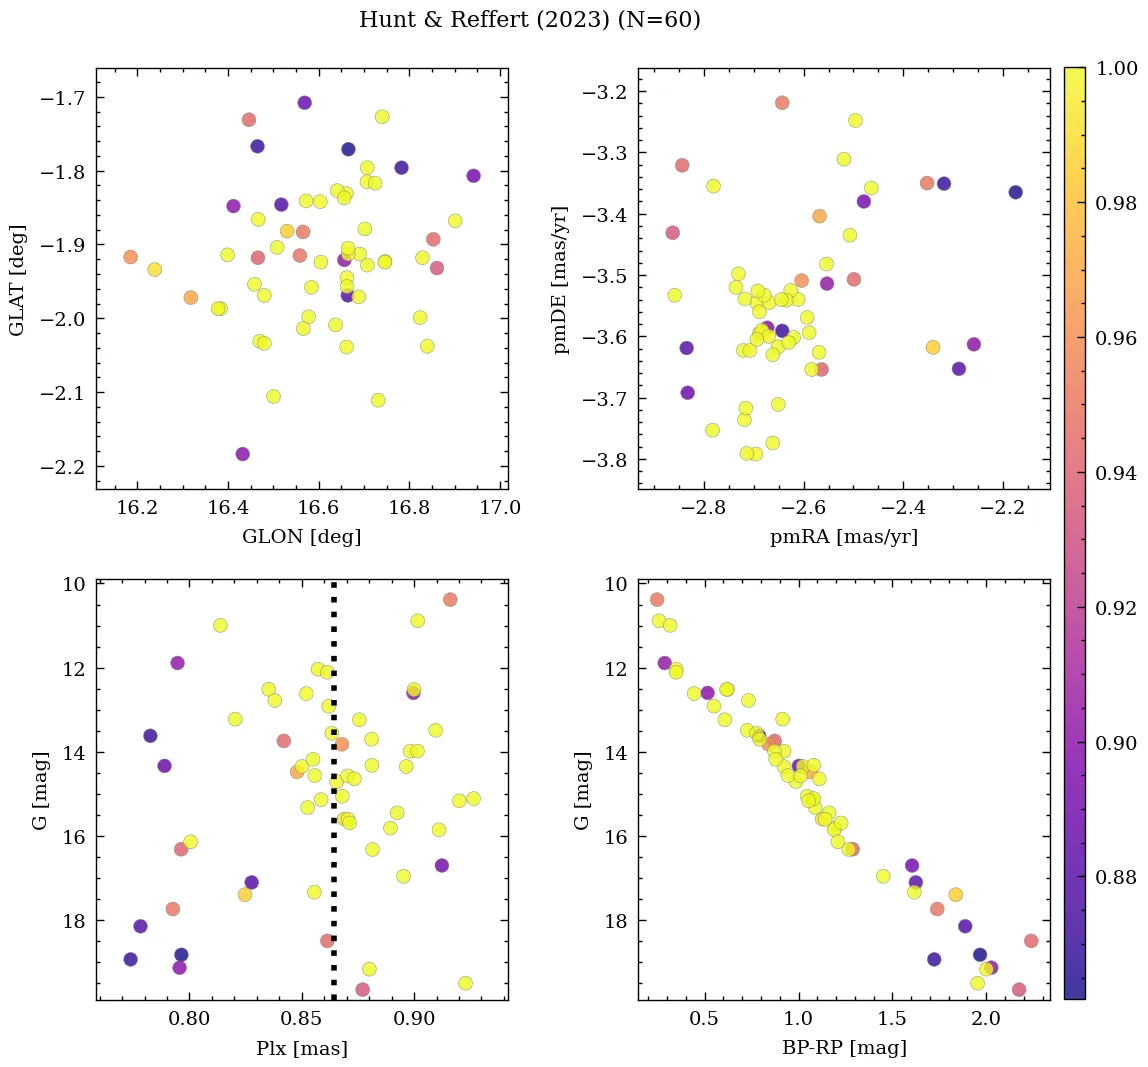 Hunt & Reffert (2023) (N=60)
−1.7
−1.8
−1.9
−2.0
−2.1
−2.2
GLAT [deg]
16.2 16.4 16.6 16.8 17.0
GLON [deg]
−3.2
−3.3
−3.4
−3.5
−3.6
−3.7
−3.8
pmDE [mas/yr]
−2.8 −2.6 −2.4 −2.2
pmRA [mas/yr]
1.00
0.98
0.96
0.94
0.92
0.90
0.88
10
12
14
16
18
G [mag]
0.80 0.85 0.90
Plx [mas]
10
12
14
16
18
G [mag]
0.5 1.0 1.5 2.0
BP-RP [mag]